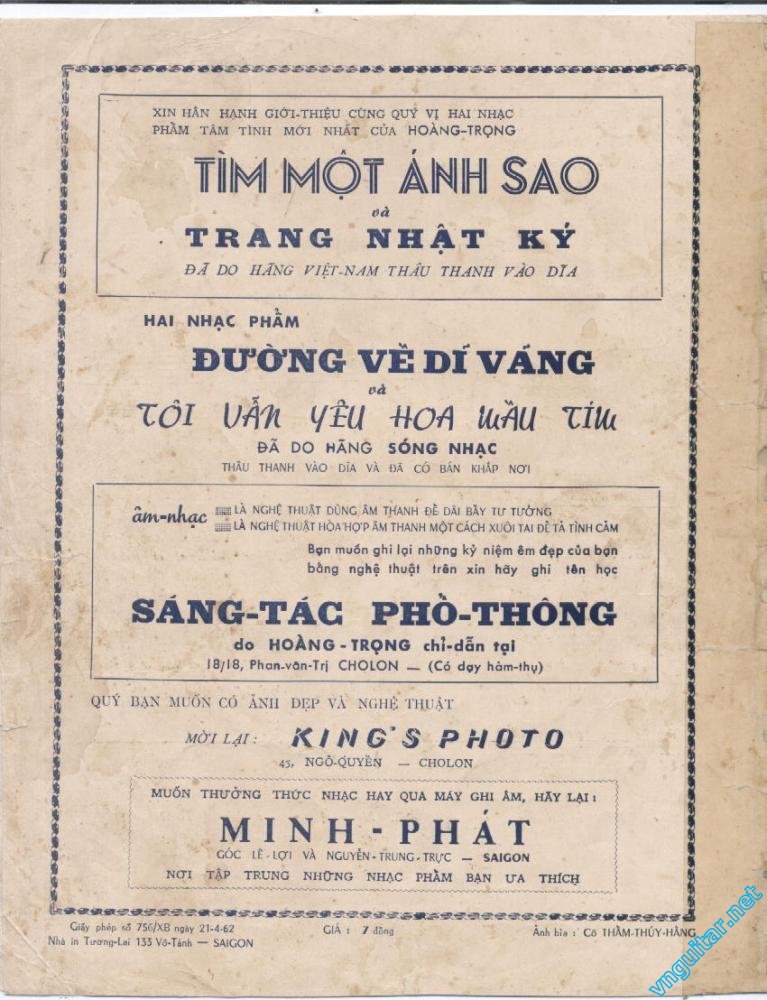 XIN HÂN HẠNH GIỚI-THIỆU CÙNG QUÝ VỊ HAI NHẠC
PHẨM TÂM TÌNH MỚI NHẤT CỦA HOÀNG-TRỌNG
TÌM MỘT ÁNH SAO
và
TRANG NHẬT KÝ
ĐÃ DO HÃNG VIỆT-NAM THÂU THANH VÀO DĨA
HAI NHẠC PHẨM
ĐƯỜNG VỀ DĨ VÃNG
và
TÔI VẪN YÊU HOA MẦU TÍM
ĐÃ DO HÃNG SÓNG NHẠC
THÂU THANH VÀO DĨA VÀ ĐÃ CÓ BÁN KHẮP NƠI
âm-nhạc LÀ NGHỆ THUẬT DÙNG ÂM THANH ĐỂ DÃI BẦY TƯ TƯỞNG
LÀ NGHỆ THUẬT HÒA HỢP ÂM THANH MỘT CÁCH XUÔI TAI ĐỂ TẢ TÌNH CẢM
Bạn muốn ghi lại những kỷ niệm êm đẹp của bạn
bằng nghệ thuật trên xin hãy ghi tên học
SÁNG-TÁC PHỔ-THÔNG
do HOÀNG-TRỌNG chỉ-dẫn tại
18/18, Phan-văn-Trị CHOLON — (Có dạy hàm-thụ)
QUÝ BẠN MUỐN CÓ ẢNH ĐẸP VÀ NGHỆ THUẬT
MỜI LẠI: KING'S PHOTO
45, NGÔ-QUYỀN — CHOLON
MUỐN THƯỞNG THỨC NHẠC HAY QUA MÁY GHI ÂM, HÃY LẠI:
MINH-PHÁT
GÓC LÊ-LỢI VÀ NGUYỄN-TRUNG-TRỰC — SAIGON
NƠI TẬP TRUNG NHỮNG NHẠC PHẨM BẠN ƯA THÍCH
Giấy phép số 756/XB ngày 21-4-62
GIÁ: 7 đồng
Ảnh bìa: Cô THẨM-THÚY-HẰNG
Nhà in Tương-Lai 133 Võ-Tánh — SAIGON
vnguitar.net